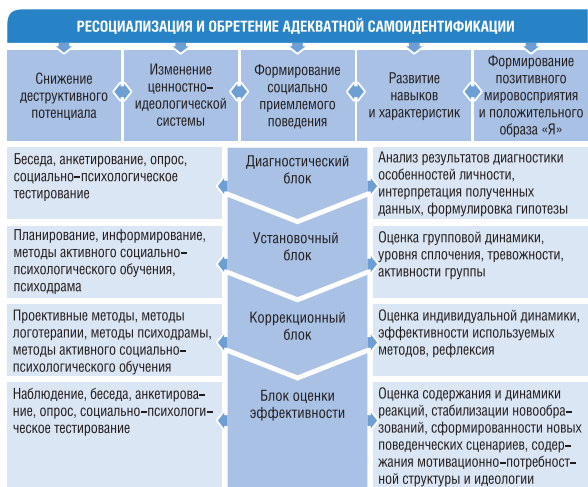 РЕСОЦИАЛИЗАЦИЯ И ОБРЕТЕНИЕ АДЕКВАТНОЙ САМОИДЕНТИФИКАЦИИ
Снижение
деструктивного
потенциала
Изменение
ценностно-
идеологической
системы
Формирование
социально
приемлемого
поведения
Развитие
навыков
и характеристик
Формирование
позитивного
мировосприятия
и положительного
образа «Я»
Беседа, анкетирование, опрос,
социально-психологическое
тестирование
Диагностический
блок
Анализ результатов диагностики
особенностей личности,
интерпретация полученных
данных, формулировка гипотезы
Планирование, информирование,
методы активного социально-
психологического обучения,
психодрама
Установочный
блок
Оценка групповой динамики,
уровня сплочения, тревожности,
активности группы
Проективные методы, методы
логотерапии, методы психодрамы,
методы активного социально-
психологического обучения
Коррекционный
блок
Оценка индивидуальной динамики,
эффективности используемых
методов, рефлексия
Наблюдение, беседа, анкетирова-
ние, опрос, социально-психологи-
ческое тестирование
Блок оценки
эффективности
Оценка содержания и динамики
реакций, стабилизации новообра-
зований, сформированности новых
поведенческих сценариев, содер-
жания мотивационно-потребност-
ной структуры и идеологии